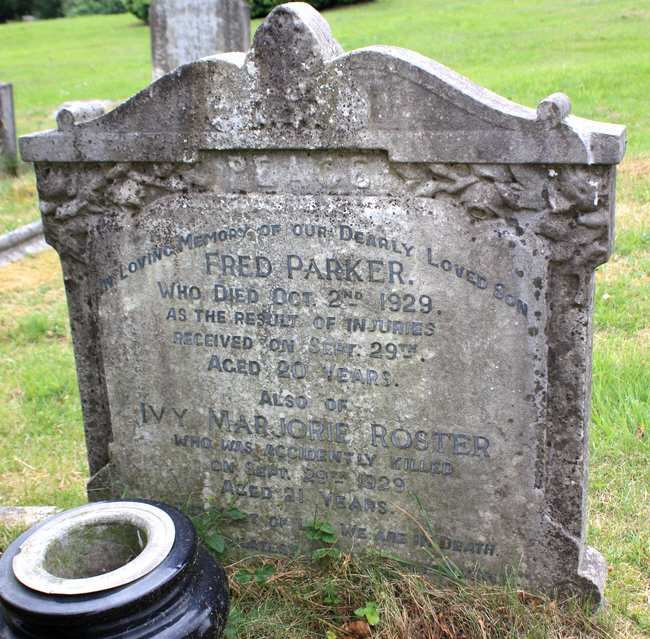 PEACE
IN LOVING MEMORY OF OUR DEARLY LOVED SON
FRED PARKER.
WHO DIED OCT. 2ND 1929.
AS THE RESULT OF INJURIES
RECEIVED ON SEPT. 29TH.
AGED 20 YEARS.
ALSO OF
IVY MARJORIE ROSTER
WHO WAS ACCIDENTLY KILLED
ON SEPT. 29TH 1929
AGED 21 YEARS.
OF WE ARE IN DEATH.